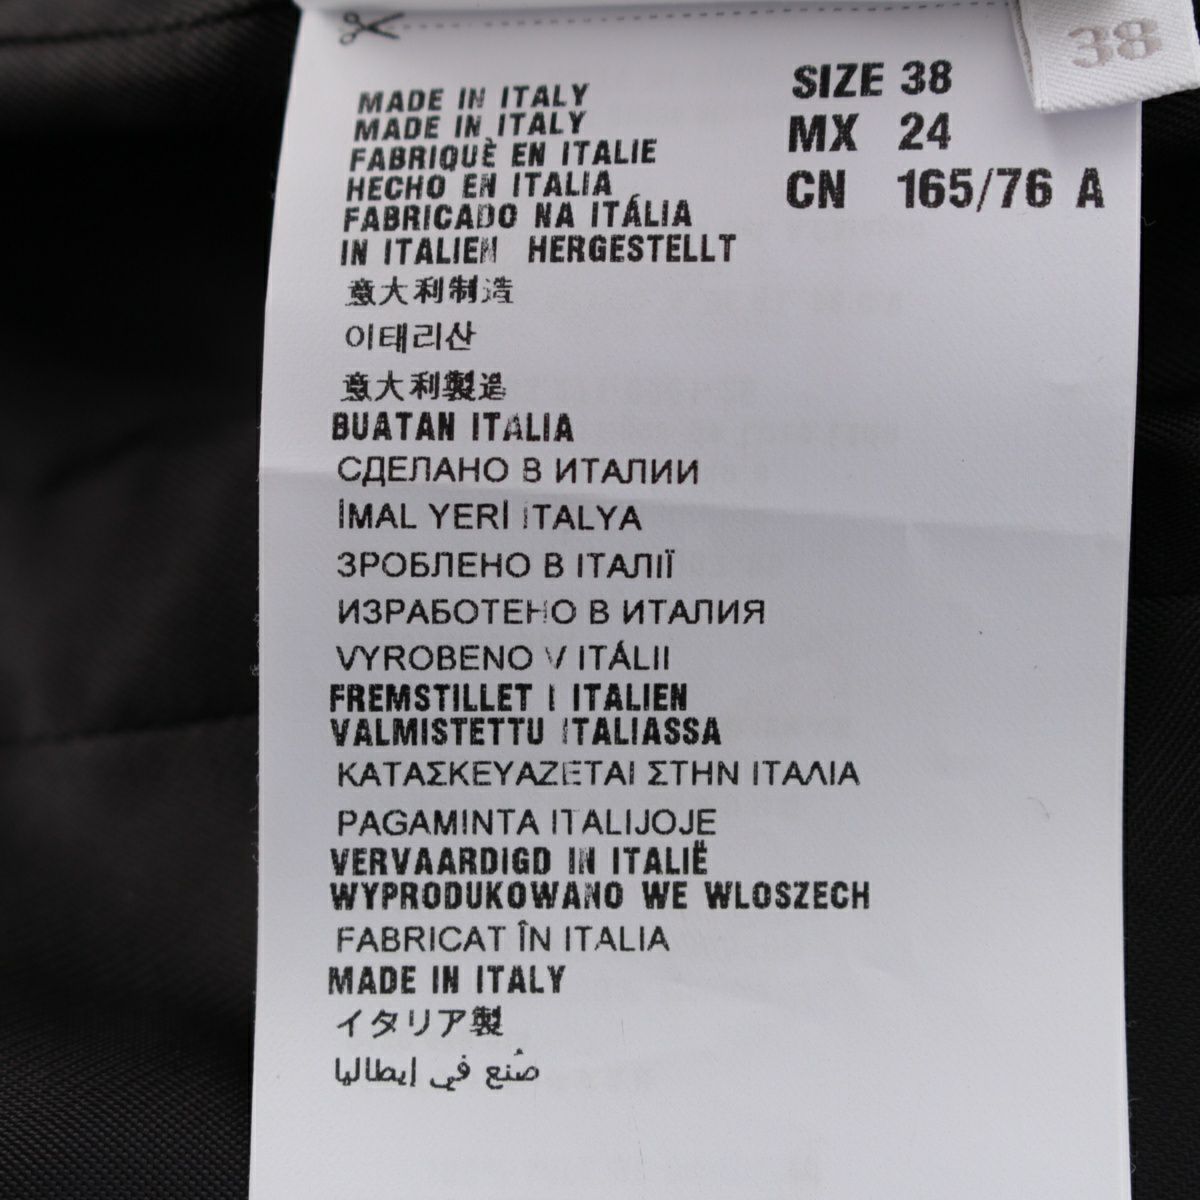 38
SIZE 38
MX 24
CN 165/76 A
MADE IN ITALY
MADE IN ITALY
FABRIQUÈ EN ITALIE
HECHO EN ITALIA
FABRICADO NA ITÁLIA
IN ITALIEN HERGESTELLT
意大利制造
이태리산
意大利製造
BUATAN ITALIA
СДЕЛАНО В ИТАЛИИ
İMAL YERİ İTALYA
ЗРОБЛЕНО В ІТАЛІЇ
ИЗРАБОТЕНО В ИТАЛИЯ
VYROBENO V ITÁLII
FREMSTILLET I ITALIEN
VALMISTETTU ITALIASSA
ΚΑΤΑΣΚΕΥΑΖΕΤΑΙ ΣΤΗΝ ΙΤΑΛΙΑ
PAGAMINTA ITALIJOJE
VERVAARDIGD IN ITALIË
WYPRODUKOWANO WE WLOSZECH
FABRICAT ÎN ITALIA
MADE IN ITALY
イタリア製
صُنع في إيطاليا